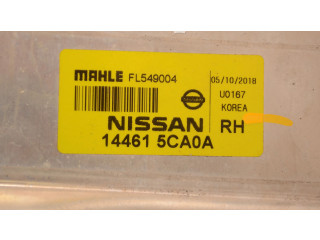 MAHLE FL549004
05/10/2018
U0167
KOREA
NISSAN RH
14461 5CA0A